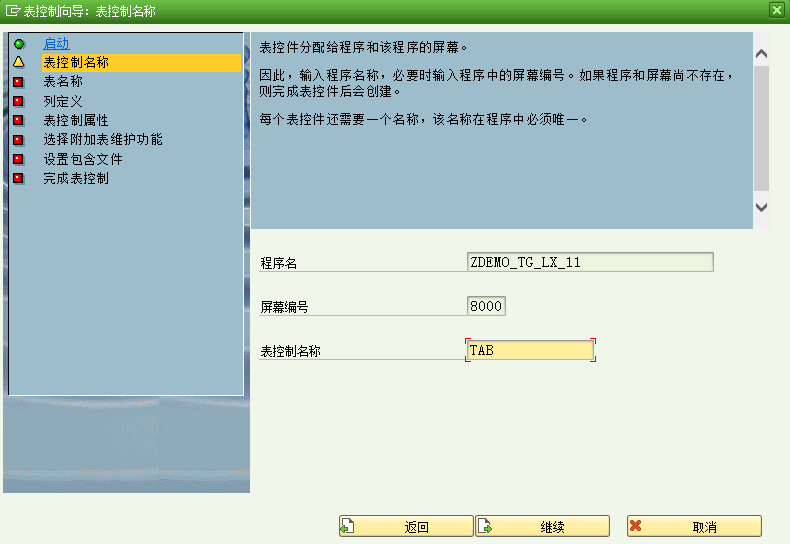 表控制向导：表控制名称
启动
表控制名称
表名称
列定义
表控制属性
选择附加表维护功能
设置包含文件
完成表控制
表控件分配给程序和该程序的屏幕。
因此，输入程序名称，必要时输入程序中的屏幕编号。如果程序和屏幕尚不存在，
则完成表控件后会创建。
每个表控件还需要一个名称，该名称在程序中必须唯一。
程序名 ZDEMO_TG_LX_11
屏幕编号 8000
表控制名称 TAB
返回 继续 取消